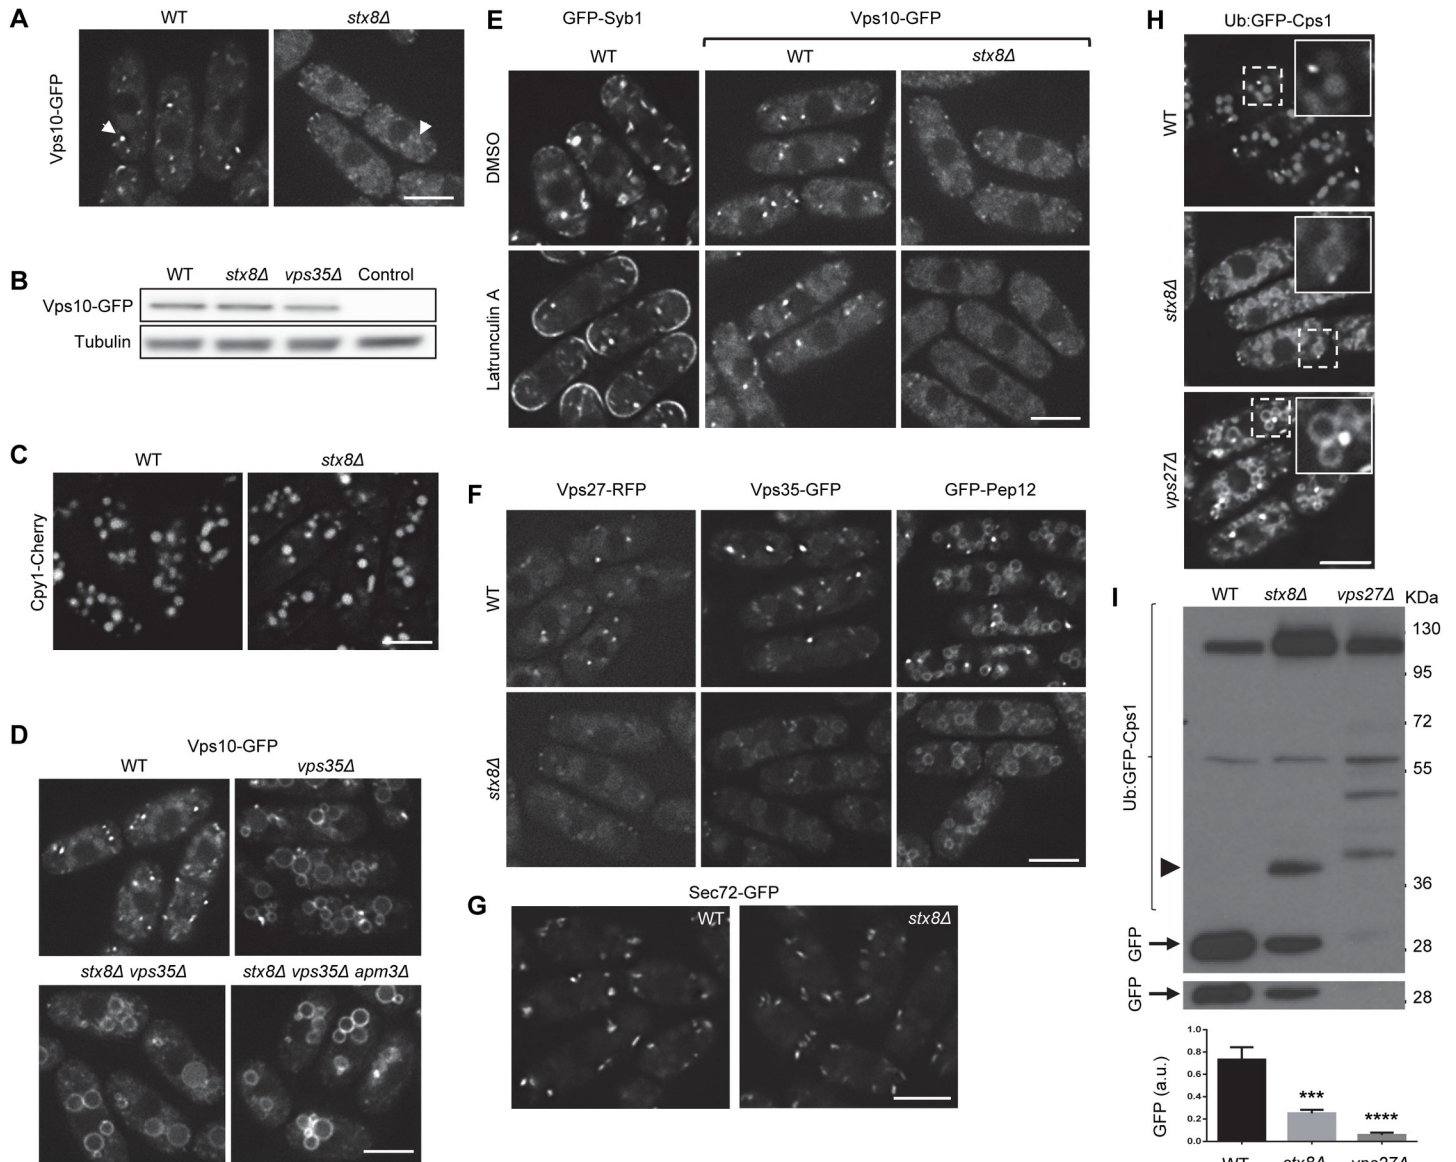 A
WT
stx8Δ
Vps10-GFP
B
WT stx8Δ vps35Δ Control
Vps10-GFP
Tubulin
C
WT
stx8Δ
Cpy1-Cherry
D
Vps10-GFP
WT
vps35Δ
stx8Δ vps35Δ
stx8Δ vps35Δ apm3Δ
E
GFP-Syb1
Vps10-GFP
WT
WT
stx8Δ
DMSO
Latrunculin A
F
Vps27-RFP
Vps35-GFP
GFP-Pep12
WT
stx8Δ
G
Sec72-GFP
WT
stx8Δ
H
Ub:GFP-Cps1
WT
stx8Δ
vps27Δ
I
WT stx8Δ vps27Δ KDa
130
95
72
55
36
28
28
Ub:GFP-Cps1
GFP
GFP
GFP (a.u.)
1.0
0.8
0.6
0.4
0.2
0.0
***
****
WT stx8Δ vps27Δ